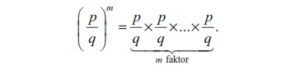 (p/q)^m = p/q × p/q × ... × p/q.
m faktor